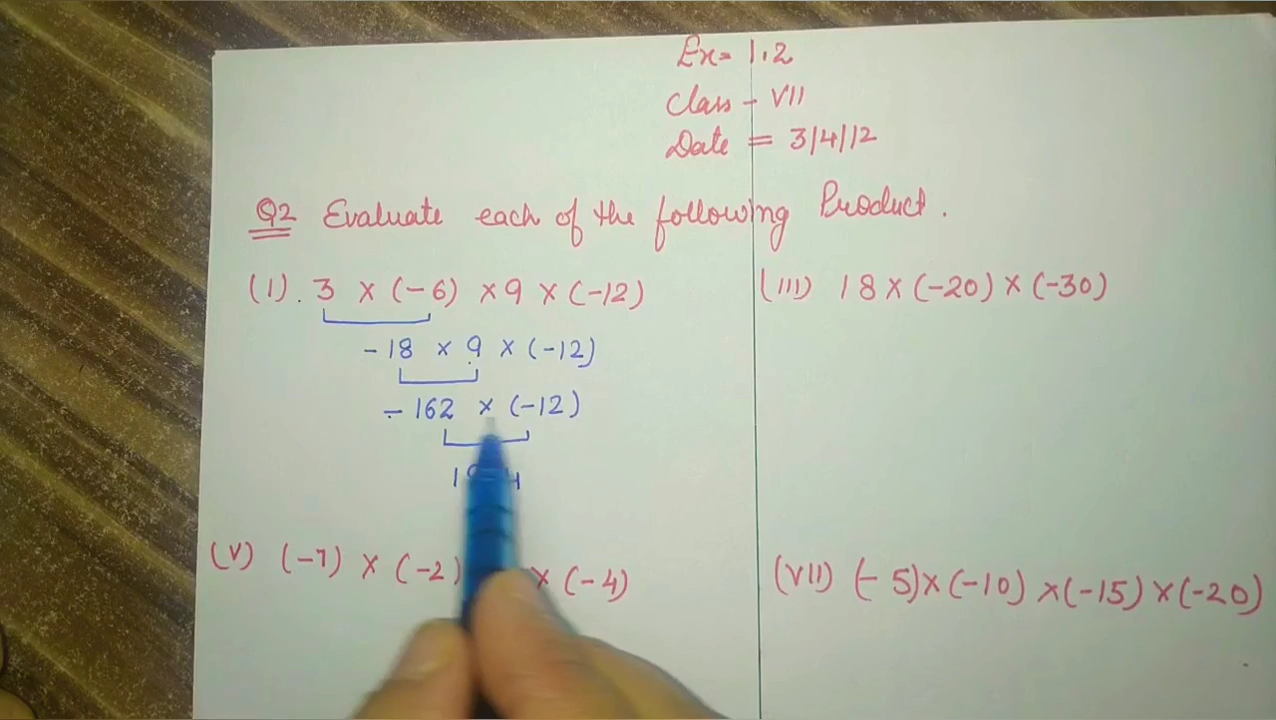 Ex= 1.2
Class - VII
Date = 3/4/12
Q2 Evaluate each of the following Product.
(I). 3 × (-6) × 9 × (-12)
-18 × 9 × (-12)
-162 × (-12)
(III) 18 × (-20) × (-30)
(V) (-7) × (-2) × (-4)
(VII) (-5) × (-10) × (-15) × (-20)